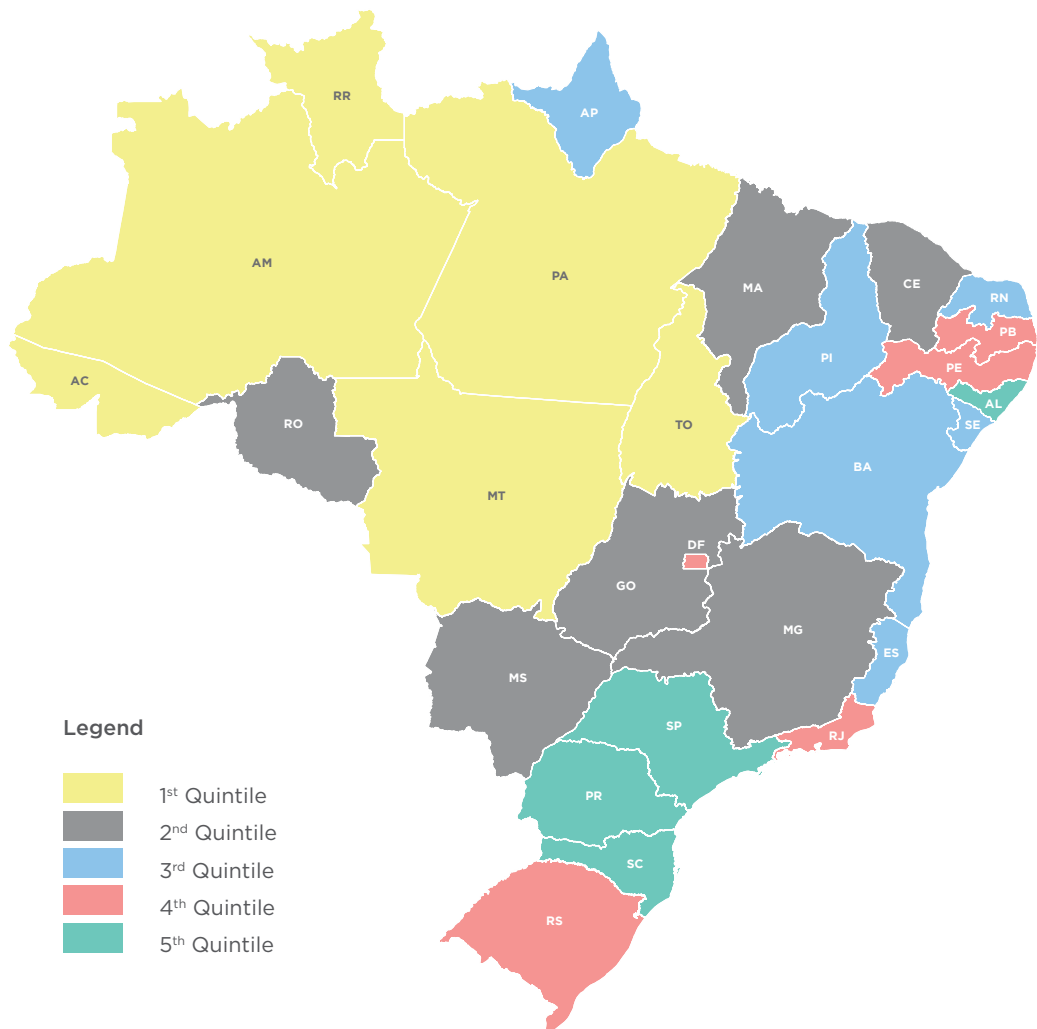 RR
AP
AM
PA
MA
CE
RN
PB
PI
PE
AC
AL
RO
TO
SE
BA
MT
DF
GO
MG
ES
MS
SP
RJ
PR
SC
RS
Legend
1st Quintile
2nd Quintile
3rd Quintile
4th Quintile
5th Quintile